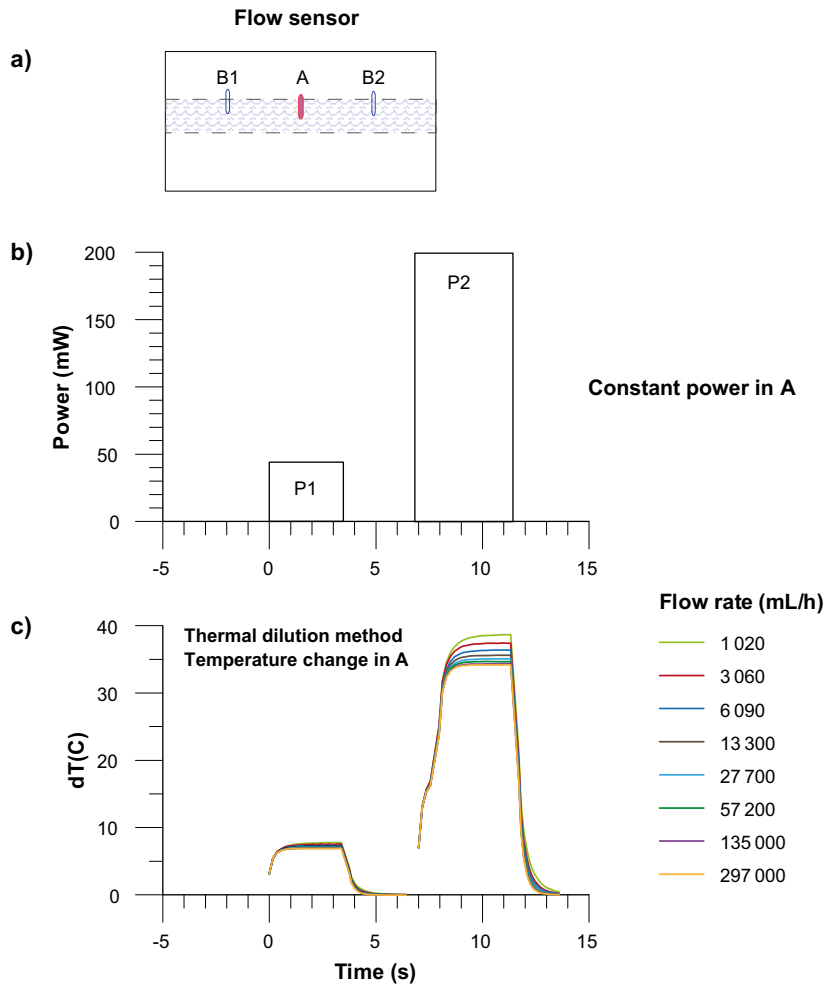 Flow sensor
a)
B1 A B2
b)
200
150
100
50
0
Power (mW)
P1
P2
Constant power in A
-5 0 5 10 15
c)
40
30
20
10
0
dT(C)
Thermal dilution method
Temperature change in A
-5 0 5 10 15
Time (s)
Flow rate (mL/h)
1 020
3 060
6 090
13 300
27 700
57 200
135 000
297 000